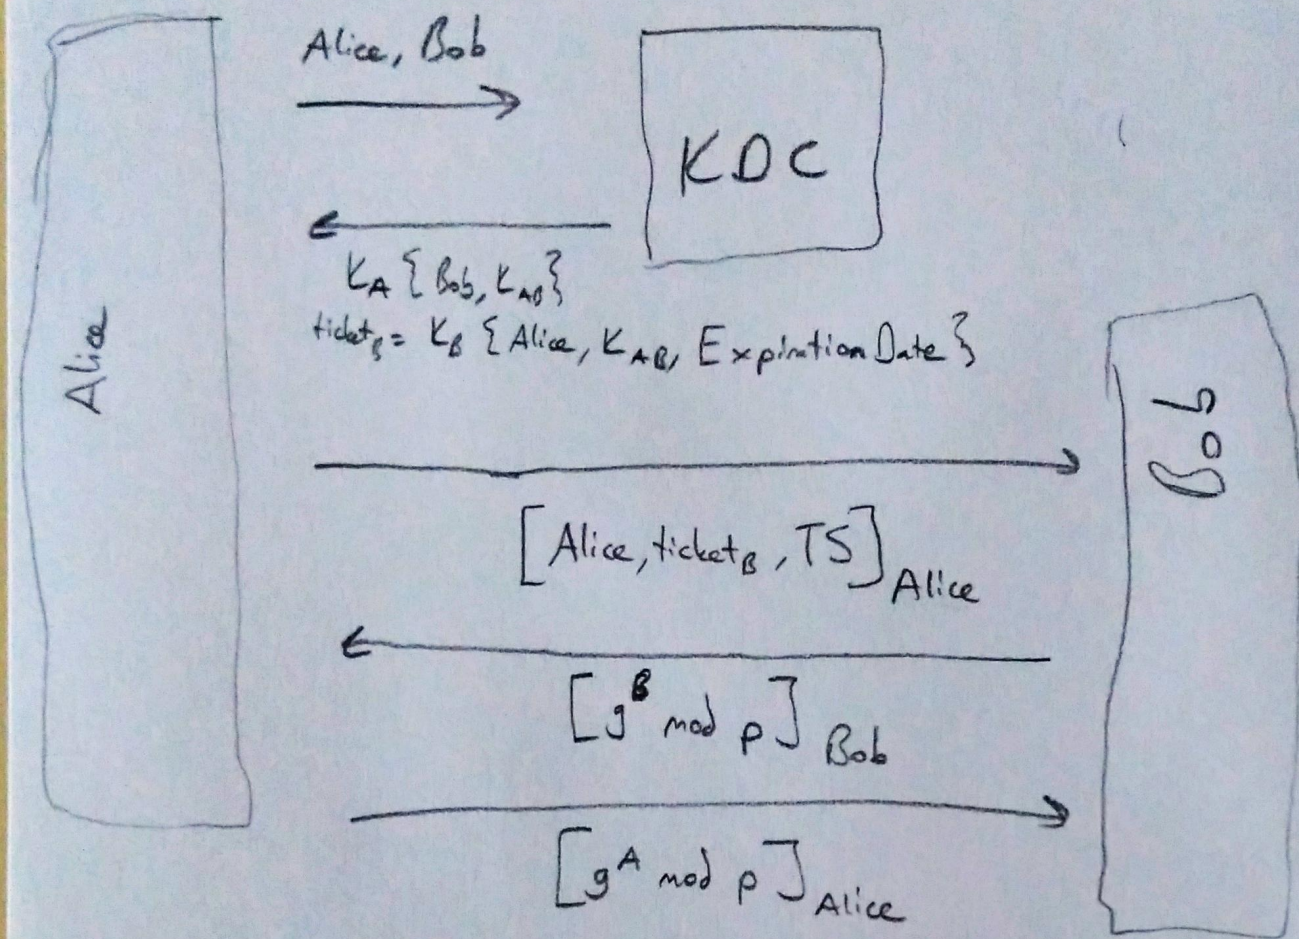 Alice, Bob
KDC
K_A { Bob, K_AB }
ticket_B = K_B { Alice, K_AB, Expiration Date }
Alice
Bob
[ Alice, ticket_B , TS ]_Alice
[ g^B mod p ]_Bob
[ g^A mod p ]_Alice